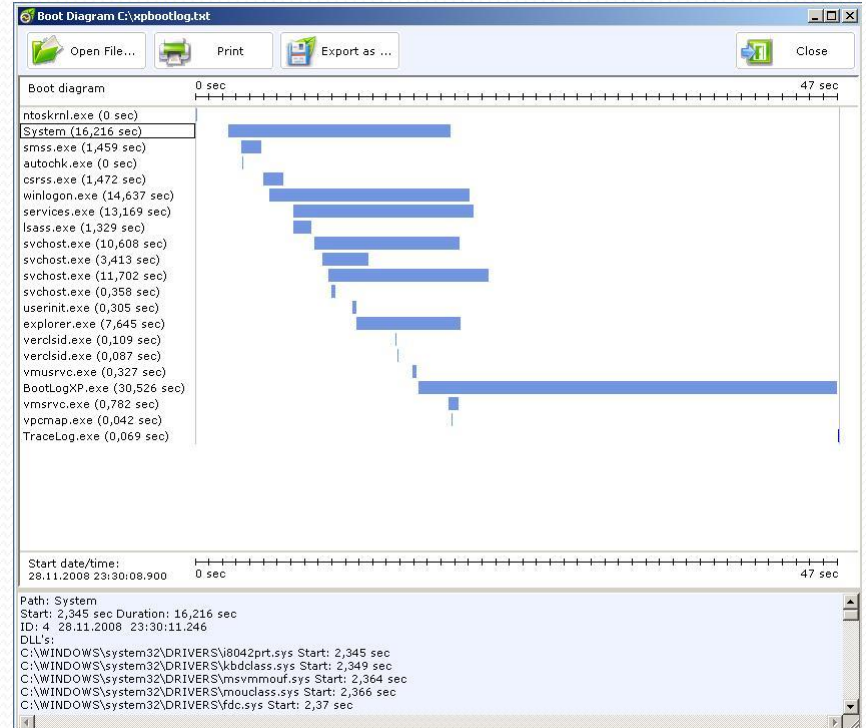 Boot Diagram C:\xpbootlog.txt
Open File... Print Export as ... Close
Boot diagram 0 sec 47 sec
ntoskrnl.exe (0 sec)
System (16,216 sec)
smss.exe (1,459 sec)
autochk.exe (0 sec)
csrss.exe (1,472 sec)
winlogon.exe (14,637 sec)
services.exe (13,169 sec)
lsass.exe (1,329 sec)
svchost.exe (10,608 sec)
svchost.exe (3,413 sec)
svchost.exe (11,702 sec)
svchost.exe (0,358 sec)
userinit.exe (0,305 sec)
explorer.exe (7,645 sec)
verclsid.exe (0,109 sec)
verclsid.exe (0,087 sec)
vmusrvc.exe (0,327 sec)
BootLogXP.exe (30,526 sec)
vmsrvc.exe (0,782 sec)
vpcmap.exe (0,042 sec)
TraceLog.exe (0,069 sec)
Start date/time:
28.11.2008 23:30:08.900 0 sec 47 sec
Path: System
Start: 2,345 sec Duration: 16,216 sec
ID: 4 28.11.2008 23:30:11.246
DLL's:
C:\WINDOWS\system32\DRIVERS\i8042prt.sys Start: 2,345 sec
C:\WINDOWS\system32\DRIVERS\kbdclass.sys Start: 2,349 sec
C:\WINDOWS\system32\DRIVERS\msvmmouf.sys Start: 2,364 sec
C:\WINDOWS\system32\DRIVERS\mouclass.sys Start: 2,366 sec
C:\WINDOWS\system32\DRIVERS\fdc.sys Start: 2,37 sec